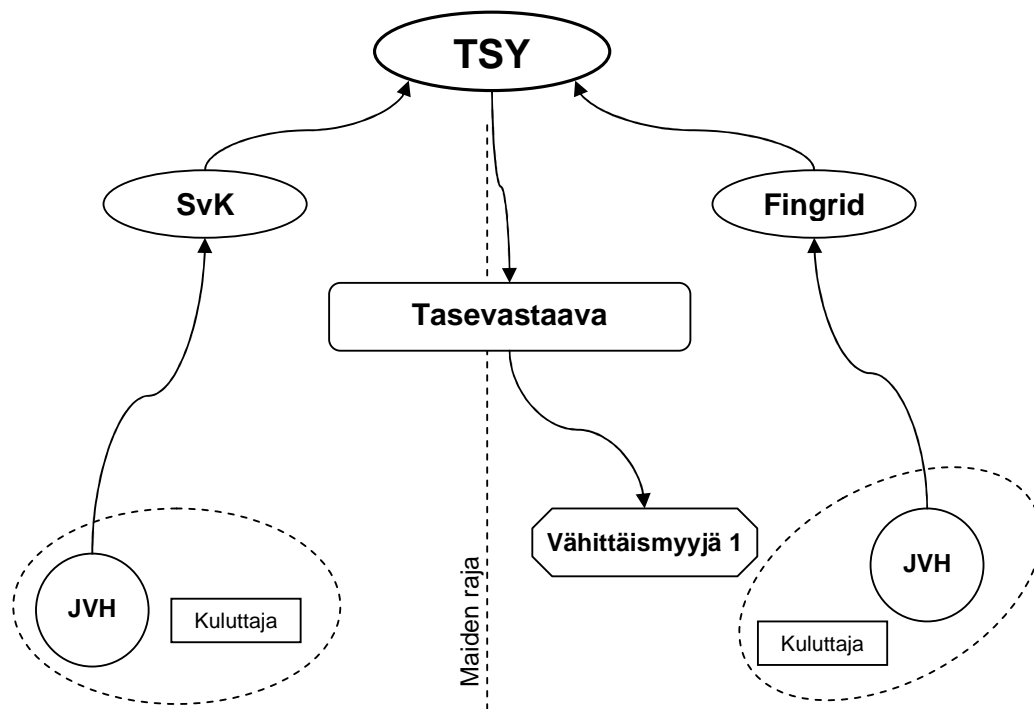 TSY
SvK
Fingrid
Tasevastaava
Vähittäismyyjä 1
JVH
Kuluttaja
Maiden raja
JVH
Kuluttaja